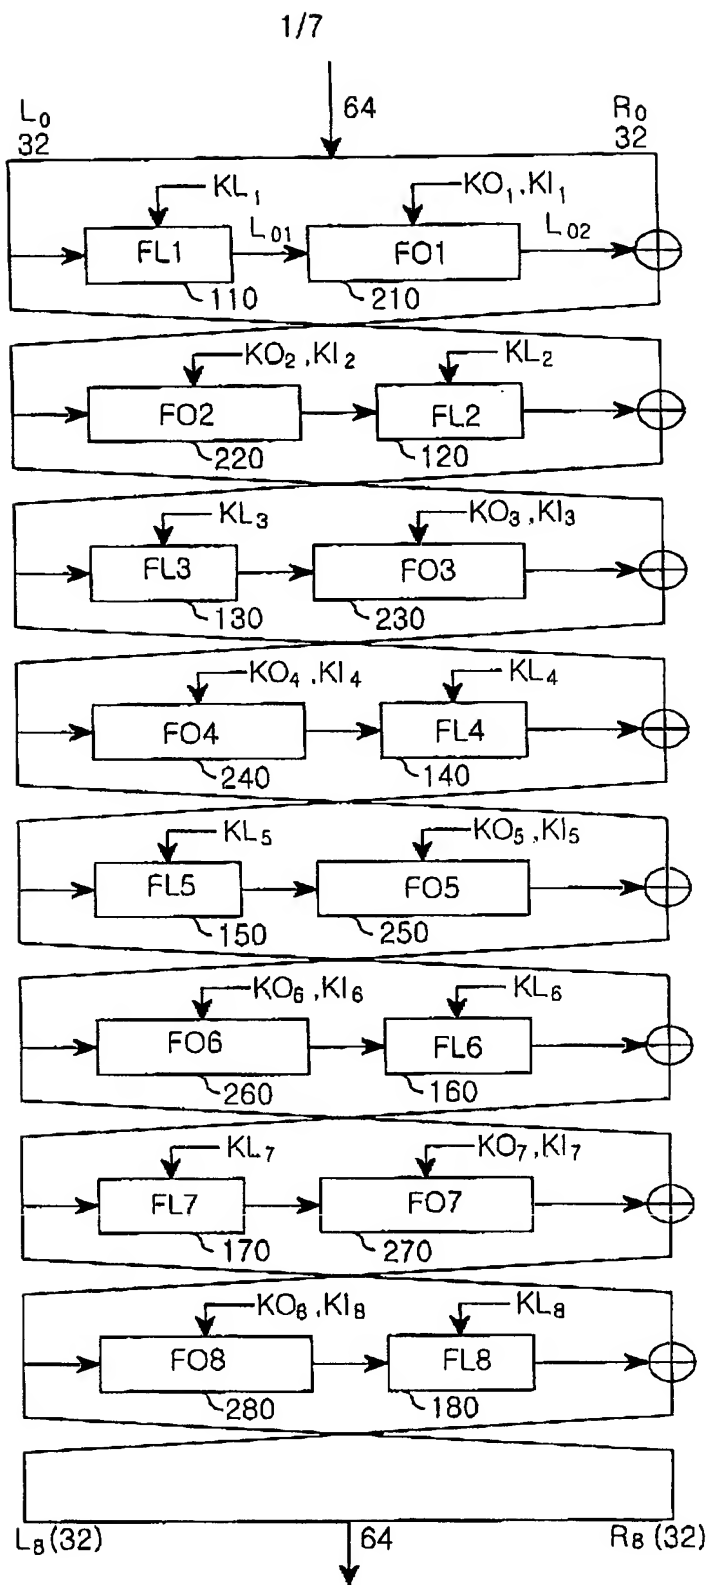 1/7
64
L₀ R₀
32 32
KL₁ KO₁,KI₁
FL1 L₀₁ FO1 L₀₂
110 210
KO₂,KI₂ KL₂
FO2 FL2
220 120
KL₃ KO₃,KI₃
FL3 FO3
130 230
KO₄,KI₄ KL₄
FO4 FL4
240 140
KL₅ KO₅,KI₅
FL5 FO5
150 250
KO₆,KI₆ KL₆
FO6 FL6
260 160
KL₇ KO₇,KI₇
FL7 FO7
170 270
KO₈,KI₈ KL₈
FO8 FL8
280 180
L₈(32) 64 R₈(32)